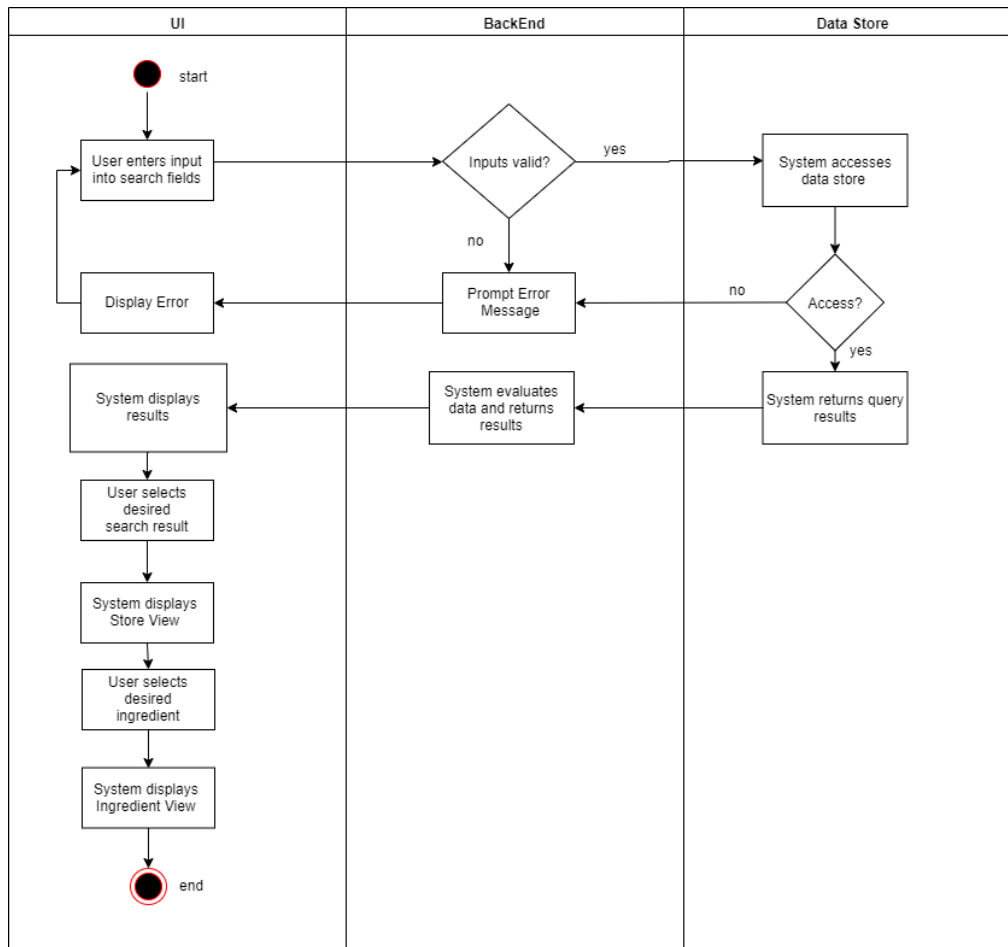 UI
BackEnd
Data Store
start
User enters input
into search fields
Inputs valid?
yes
System accesses
data store
no
Display Error
Prompt Error
Message
no
Access?
yes
System displays
results
System evaluates
data and returns
results
System returns query
results
User selects
desired
search result
System displays
Store View
User selects
desired
ingredient
System displays
Ingredient View
end